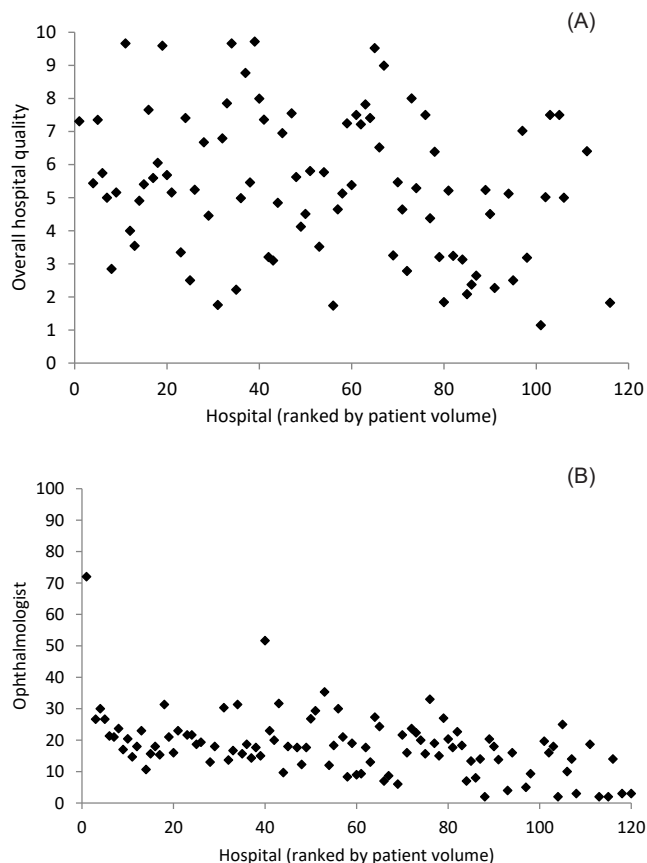 (A)
10
9
8
7
6
5
4
3
2
1
0
Overall hospital quality
0 20 40 60 80 100 120
Hospital (ranked by patient volume)
(B)
100
90
80
70
60
50
40
30
20
10
0
Ophthalmologist
0 20 40 60 80 100 120
Hospital (ranked by patient volume)